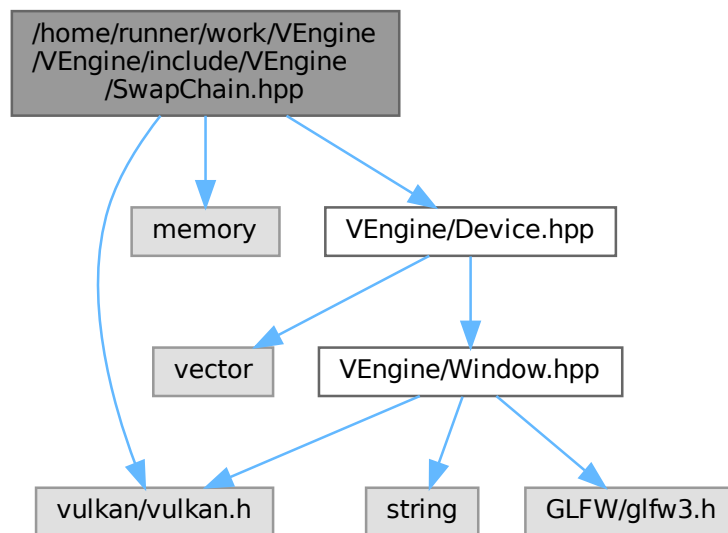 /home/runner/work/VEngine
/VEngine/include/VEngine
/SwapChain.hpp
memory
VEngine/Device.hpp
vector
VEngine/Window.hpp
vulkan/vulkan.h
string
GLFW/glfw3.h